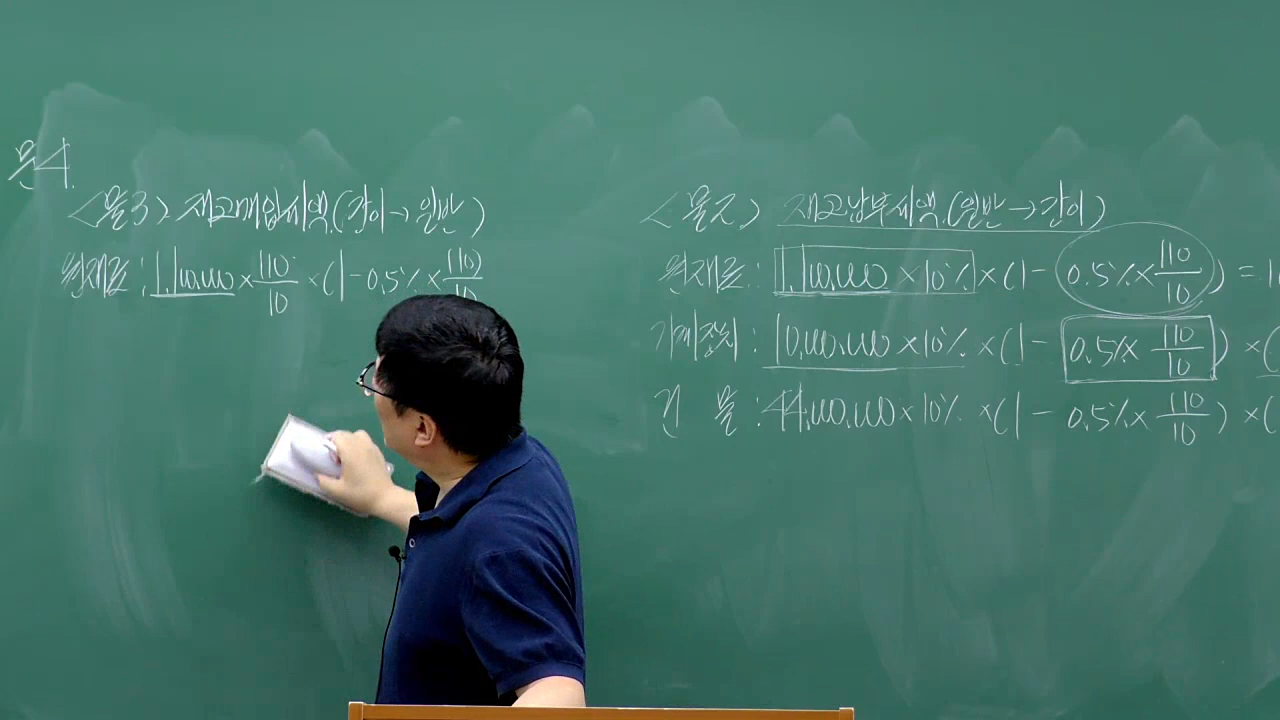 문4.
<물3> 재고매입세액(간이→일반)
원재료 : 1,100,000 × 110/10 × (1 - 0.5% × 110/10
<물2> 재고납부세액(일반→간이)
원재료 : 1,100,000 × 10% × (1 - 0.5% × 110/10) = 10
기계장치 : 10,000,000 × 10% × (1 - 0.5% × 110/10) × (
건 물 : 44,000,000 × 10% × (1 - 0.5% × 110/10) × (